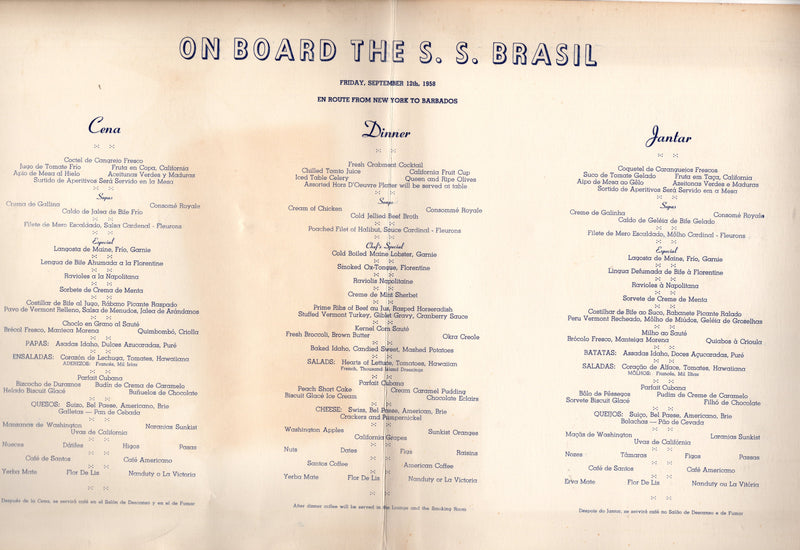 ON BOARD THE S. S. BRASIL
FRIDAY, SEPTEMBER 12th, 1958
EN ROUTE FROM NEW YORK TO BARBADOS
Cena
Coctel de Cangrejo Fresco
Jugo de Tomate Frío Fruta en Copa, California
Apio de Mesa al Hielo Aceitunas Verdes y Maduras
Surtido de Aperitivos Será Servido en la Mesa
Sopas
Crema de Gallina Consomé Royale
Caldo de Jalea de Bife Frío
Filete de Mero Escaldado, Salsa Cardenal - Fleurons
Especial
Langosta de Maine, Frío, Garnie
Lengua de Bife Ahumada a la Florentine
Ravioles a la Napolitana
Sorbete de Crema de Menta
Costillar de Bife al Jugo, Rábano Picante Raspado
Pavo de Vermont Relleno, Salsa de Menudos, Jalea de Arándanos
Choclo en Grano al Sauté
Brécol Fresco, Manteca Morena Quimbombó, Criolla
PAPAS: Asadas Idaho, Dulces Azucaradas, Puré
ENSALADAS: Corazón de Lechuga, Tomates, Hawaiiana
ADEREZOS: Francés, Mil Islas
Parfait Cubana
Bizcocho de Duraznos Budín de Crema de Caramelo
Helado Biscuit Glacé Buñuelos de Chocolate
QUESOS: Suizo, Bel Paese, Americano, Brie
Galletas — Pan de Cebada
Manzanas de Washington Naranjas Sunkist
Uvas de California
Nueces Dátiles Higos Pasas
Café de Santos Café Americano
Yerba Mate Flor De Lis Nanduty o La Victoria
Después de la Cena, se servirá café en el Salón de Descanso y en el de Fumar
Dinner
Fresh Crabmeat Cocktail
Chilled Tomato Juice California Fruit Cup
Iced Table Celery Queen and Ripe Olives
Assorted Hors D'Oeuvre Platter will be served at table
Soups
Cream of Chicken Consommé Royale
Cold Jellied Beef Broth
Poached Filet of Halibut, Sauce Cardinal - Fleurons
Chef's Special
Cold Boiled Maine Lobster, Garnie
Smoked Ox-Tongue, Florentine
Raviolis Napolitaine
Creme de Mint Sherbet
Prime Ribs of Beef au Jus, Rasped Horseradish
Stuffed Vermont Turkey, Giblet Gravy, Cranberry Sauce
Kernel Corn Sauté
Fresh Broccoli, Brown Butter Okra Creole
Baked Idaho, Candied Sweet, Mashed Potatoes
SALADS: Hearts of Lettuce, Tomatoes, Hawaiian
French, Thousand Island Dressings
Parfait Cubana
Peach Short Cake Cream Caramel Pudding
Biscuit Glacé Ice Cream Chocolate Eclairs
CHEESE: Swiss, Bel Paese, American, Brie
Crackers and Pumpernickel
Washington Apples Sunkist Oranges
California Grapes
Nuts Dates Figs Raisins
Santos Coffee American Coffee
Yerba Mate Flor De Lis Nanduty or La Victoria
After dinner coffee will be served in the Lounge and the Smoking Room
Jantar
Coquetel de Caranguejos Frescos
Suco de Tomate Gelado Fruta em Taça, California
Aipo de Mesa ao Gêlo Azeitonas Verdes e Maduras
Sortido de Aperitivos Será Servido em a Mesa
Sopas
Creme de Galinha Consomé Royale
Caldo de Geléia de Bife Gelado
Filete de Mero Escaldado, Môlho Cardinal - Fleurons
Especial
Lagosta de Maine, Frío, Garnie
Lingua Defumada de Bife à Florentine
Ravioles à Napolitana
Sorvete de Creme de Menta
Costilhar de Bife ao Suco, Rabanete Picante Ralado
Peru Vermont Recheado, Môlho de Miúdos, Geléia de Groselhas
Milho ao Sauté
Brócolo Fresco, Manteiga Morena Quiabos à Crioula
BATATAS: Assadas Idaho, Doces Açucaradas, Puré
SALADAS: Coração de Alface, Tomates, Hawaiiana
MÔLHOS: Francês, Mil Ilhas
Parfait Cubana
Bôlo de Pêssegos Pudim de Creme de Caramelo
Sorvete Biscuit Glacé Filhó de Chocolate
QUEIJOS: Suiço, Bel Paese, Americano, Brie
Bolachas — Pão de Cevada
Maçãs de Washington Laranjas Sunkist
Uvas de Califórnia
Nozes Tâmaras Figos Passas
Café de Santos Café Americano
Erva Mate Flor De Lis Nanduty ou La Vitória
Despois do Jantar, se servirá café no Salão de Descanso e de Fumar